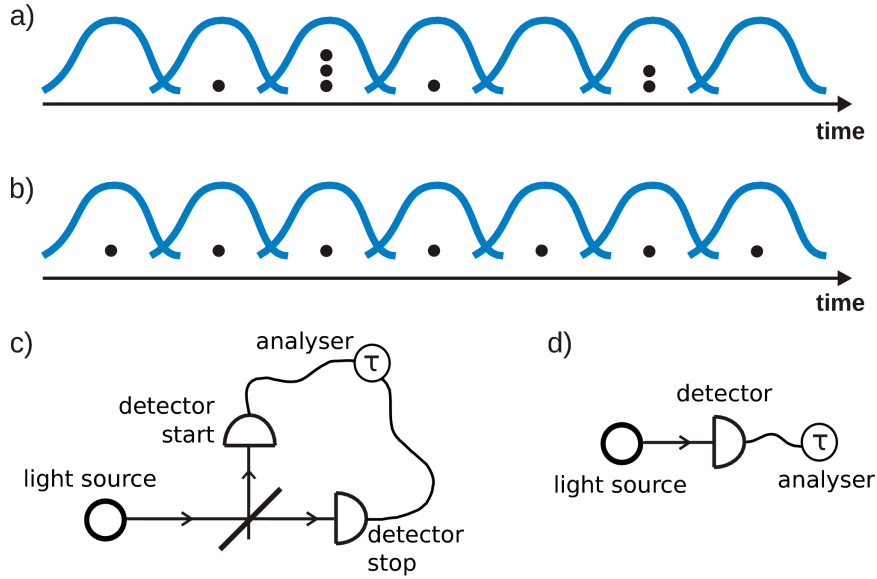 a)
time
b)
time
c)
analyser
τ
detector
start
light source
detector
stop
d)
detector
τ
light source
analyser